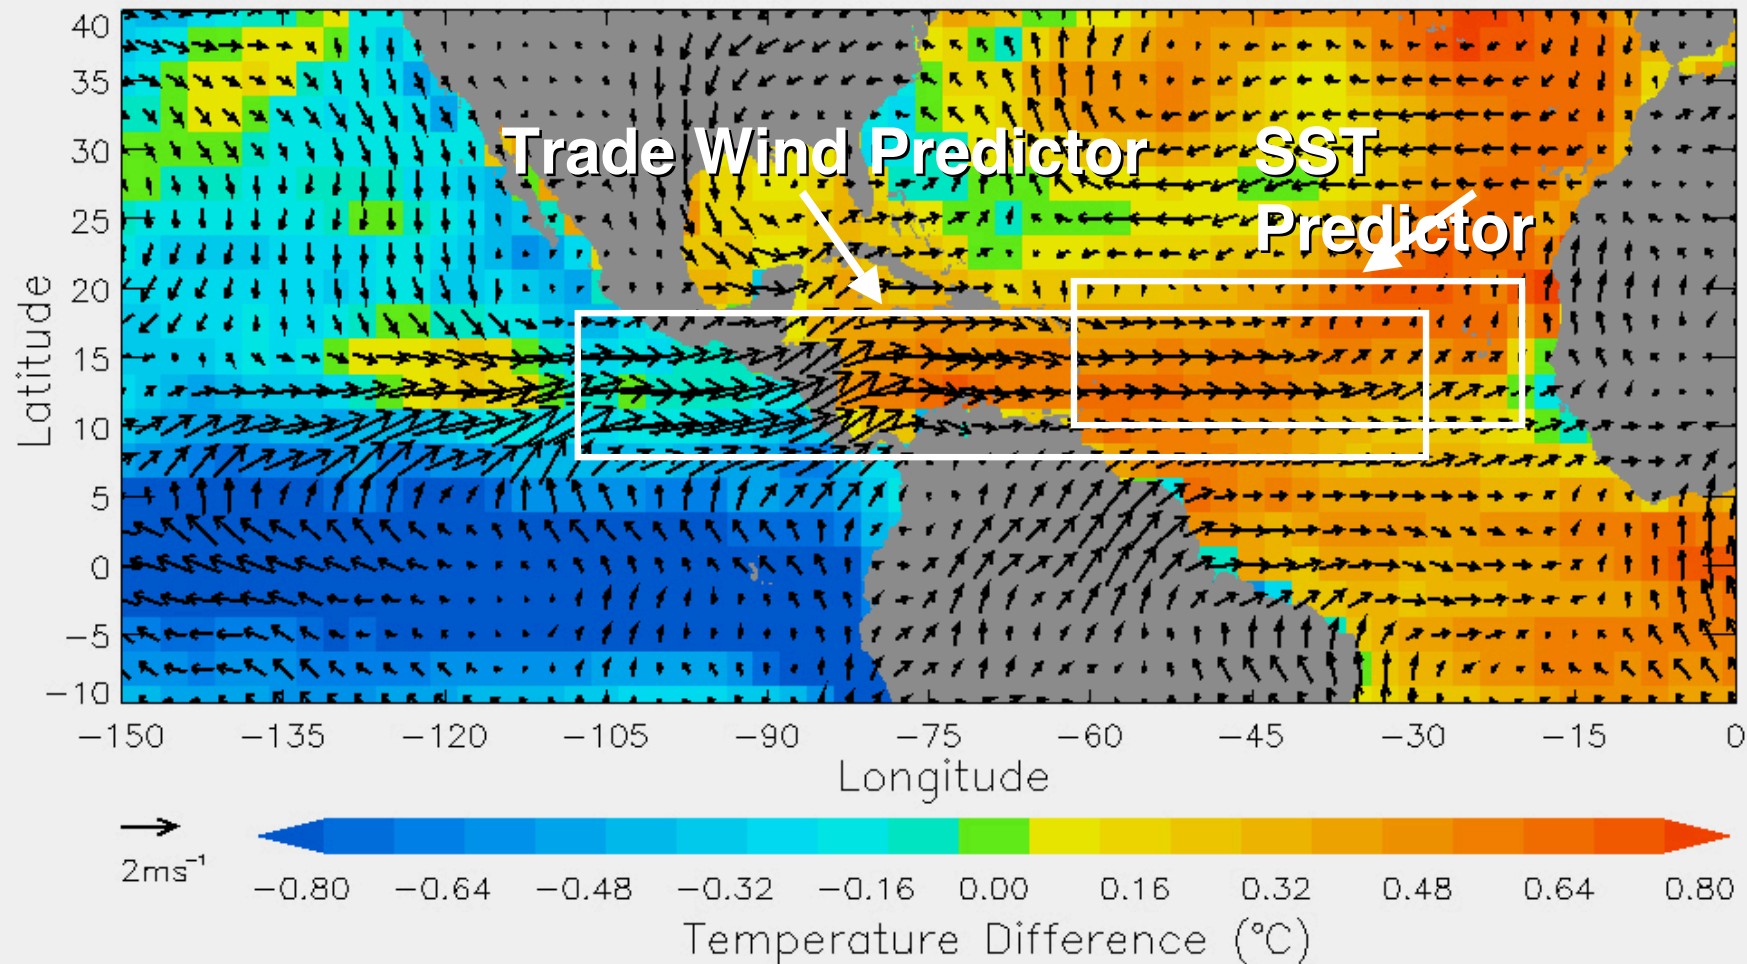 Trade Wind Predictor
SST
Predictor
Latitude
40
35
30
25
20
15
10
5
0
−5
−10
−150 −135 −120 −105 −90 −75 −60 −45 −30 −15 0
Longitude
2ms⁻¹
−0.80 −0.64 −0.48 −0.32 −0.16 0.00 0.16 0.32 0.48 0.64 0.80
Temperature Difference (°C)